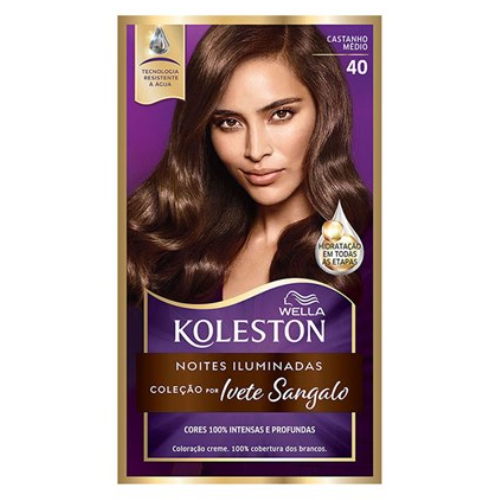 CASTANHO
MÉDIO
40
TECNOLOGIA
RESISTENTE
A ÁGUA
HIDRATAÇÃO
EM TODAS
AS ETAPAS
WELLA
KOLESTON
NOITES ILUMINADAS
COLEÇÃO POR Ivete Sangalo
CORES 100% INTENSAS E PROFUNDAS
Coloração creme. 100% cobertura dos brancos.